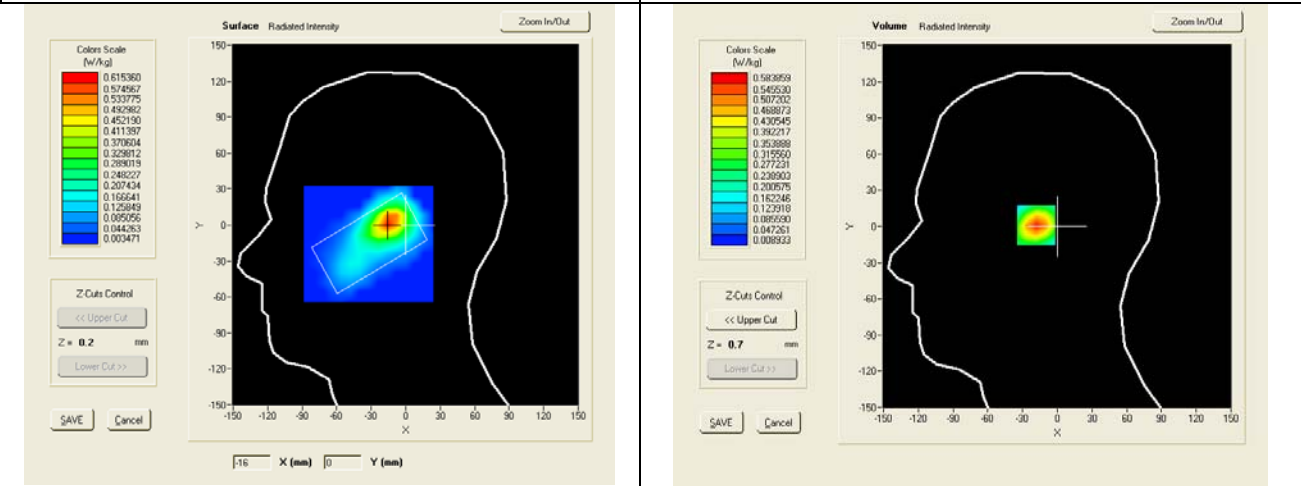 Surface Radiated Intensity
Zoom In/Out
Colors Scale
(W/kg)
0.615360
0.574567
0.533775
0.492982
0.452190
0.411397
0.370604
0.329812
0.289019
0.248227
0.207434
0.166641
0.125849
0.085056
0.044263
0.003471
150
120
90
60
30
0
-30
-60
-90
-120
-150
Y
-150 -120 -90 -60 -30 0 30 60 90 120 150
X
Z-Cuts Control
<< Upper Cut
Z = 0.2 mm
Lower Cut >>
SAVE Cancel
-16 X (mm) 0 Y (mm)
Volume Radiated Intensity
Zoom In/Out
Colors Scale
(W/kg)
0.583859
0.545530
0.507202
0.468873
0.430545
0.392217
0.353888
0.315560
0.277231
0.238903
0.200575
0.162246
0.123918
0.085590
0.047261
0.008933
150
120
90
60
30
0
-30
-60
-90
-120
-150
Y
-150 -120 -90 -60 -30 0 30 60 90 120 150
X
Z-Cuts Control
<< Upper Cut
Z = 0.7 mm
Lower Cut >>
SAVE Cancel